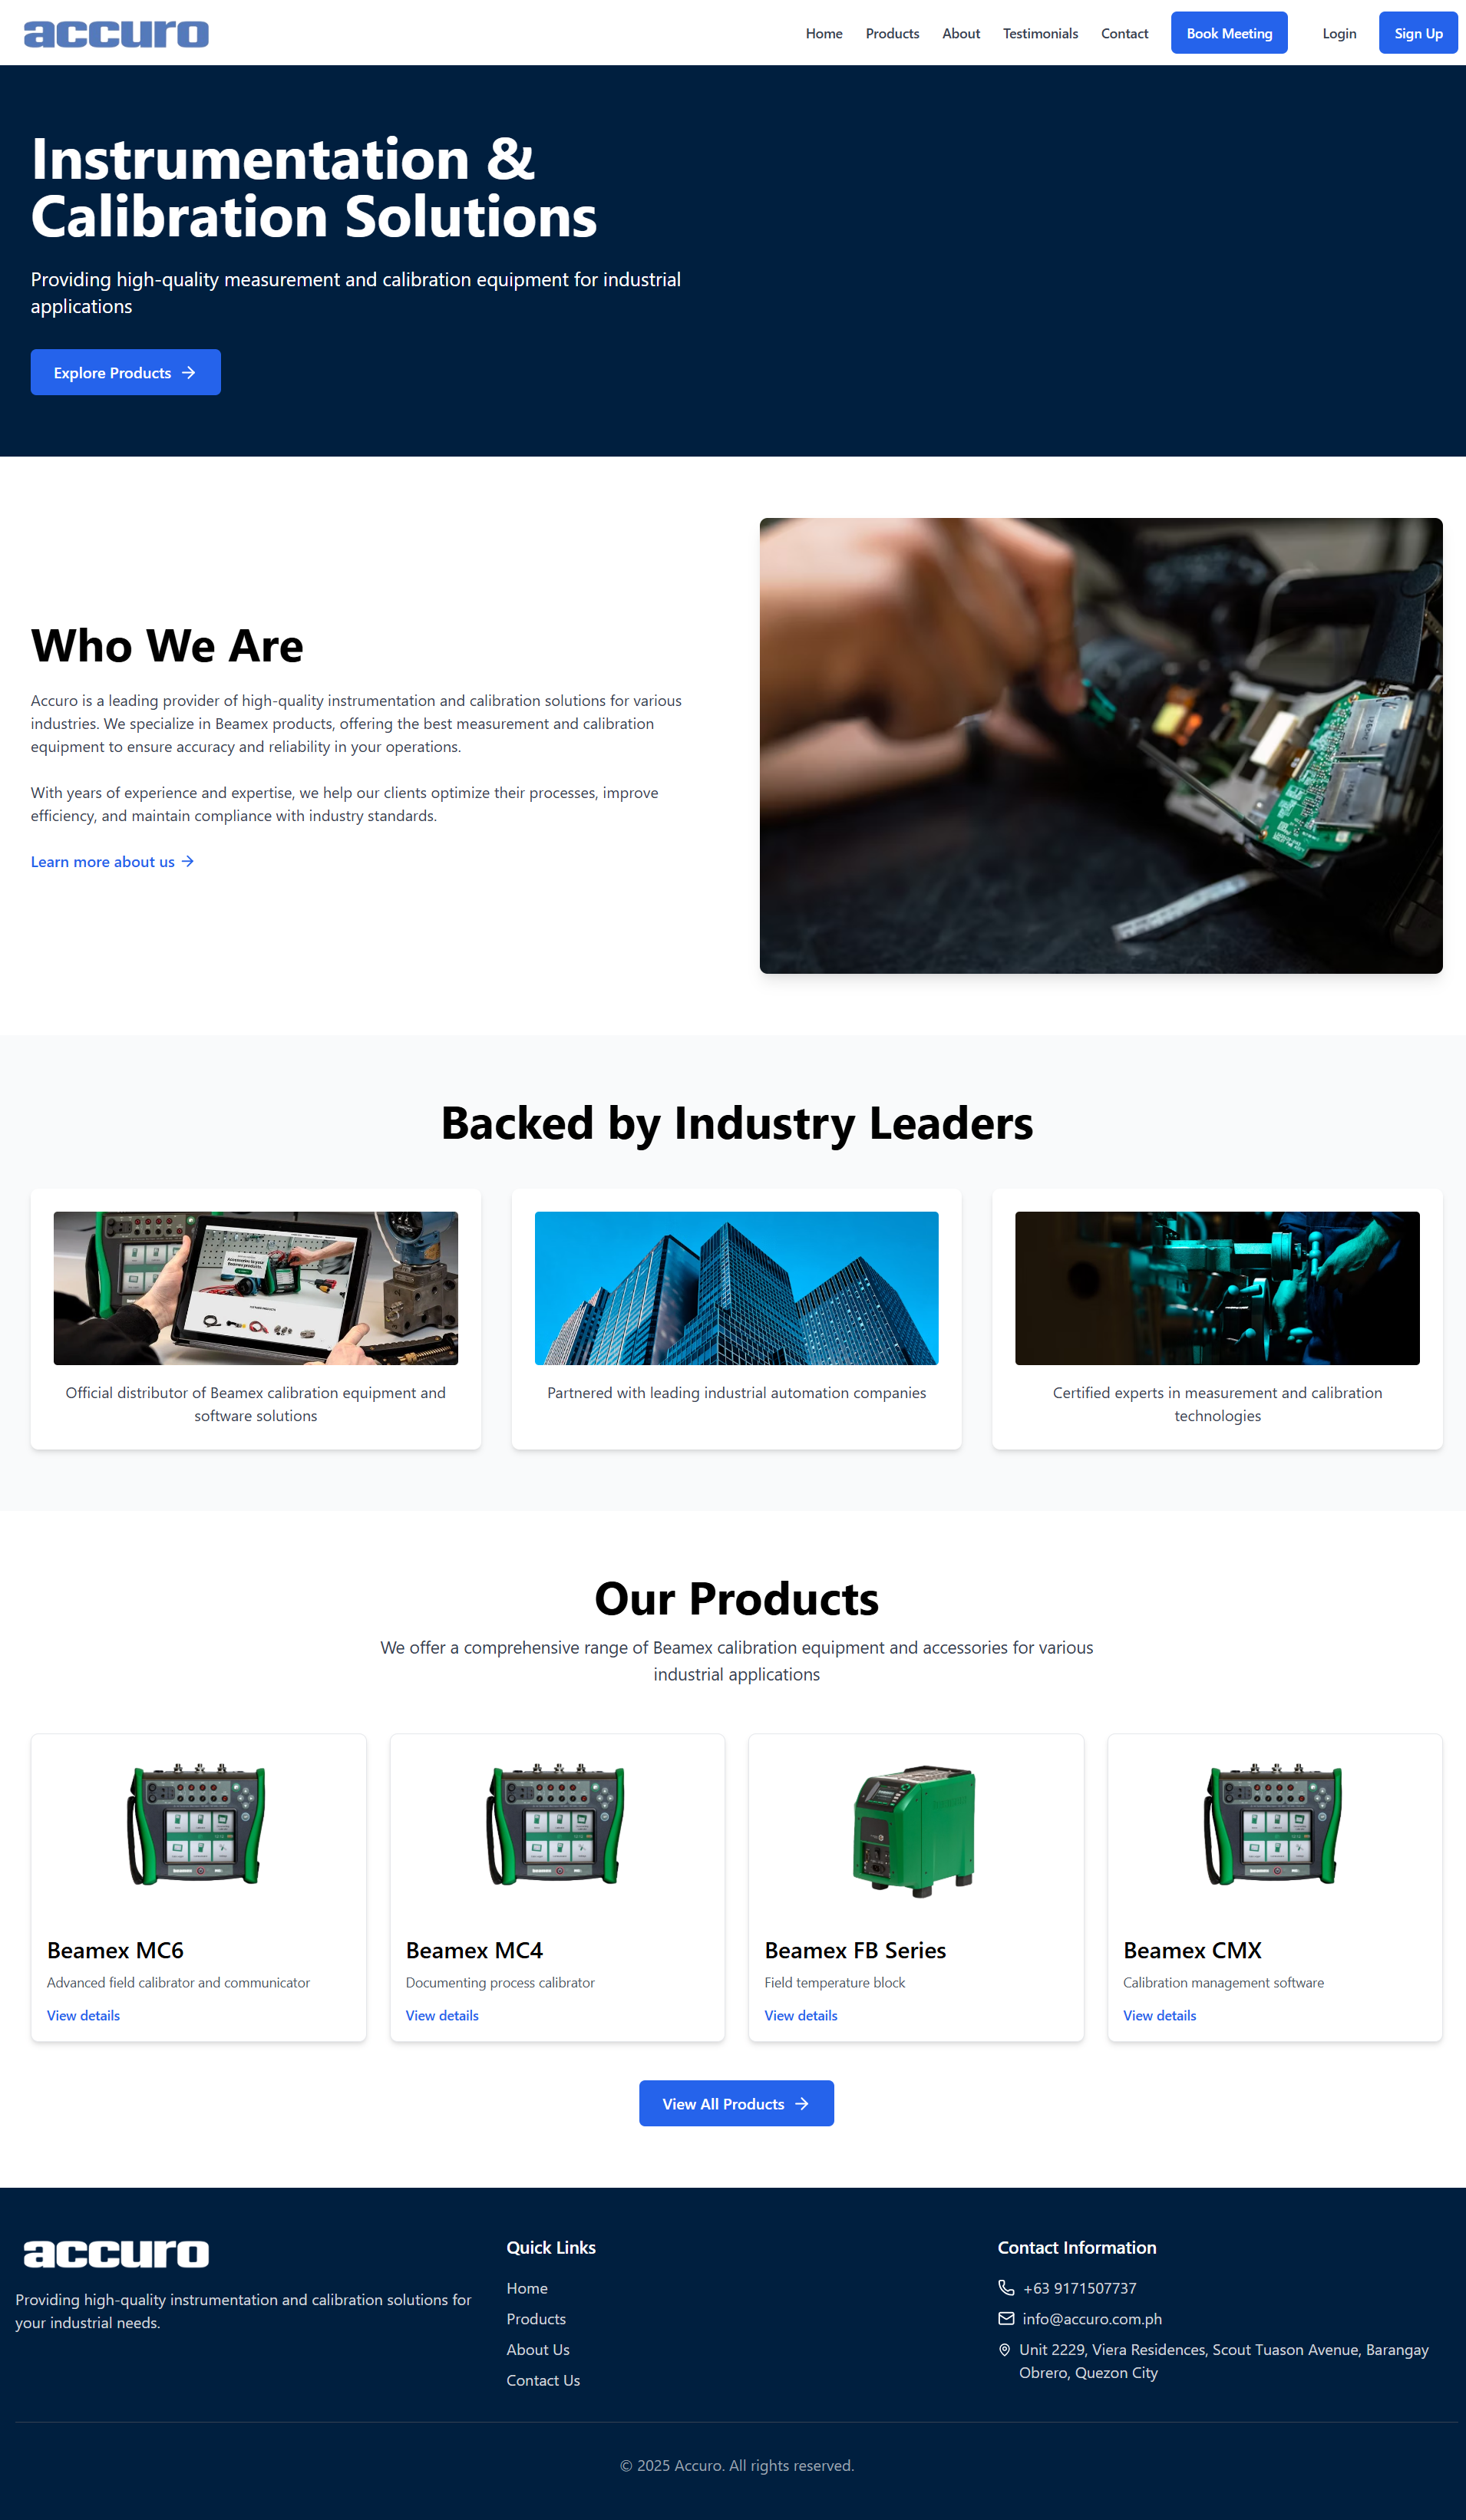 accuro
Home
Products
About
Testimonials
Contact
Book Meeting
Login
Sign Up
Instrumentation &
Calibration Solutions
Providing high-quality measurement and calibration equipment for industrial
applications
Explore Products
Who We Are
Accuro is a leading provider of high-quality instrumentation and calibration solutions for various
industries. We specialize in Beamex products, offering the best measurement and calibration
equipment to ensure accuracy and reliability in your operations.
With years of experience and expertise, we help our clients optimize their processes, improve
efficiency, and maintain compliance with industry standards.
Learn more about us
Backed by Industry Leaders
Official distributor of Beamex calibration equipment and
software solutions
Partnered with leading industrial automation companies
Certified experts in measurement and calibration
technologies
Our Products
We offer a comprehensive range of Beamex calibration equipment and accessories for various
industrial applications
Beamex MC6
Advanced field calibrator and communicator
View details
Beamex MC4
Documenting process calibrator
View details
Beamex FB Series
Field temperature block
View details
Beamex CMX
Calibration management software
View details
View All Products
accuro
Providing high-quality instrumentation and calibration solutions for
your industrial needs.
Quick Links
Home
Products
About Us
Contact Us
Contact Information
+63 9171507737
info@accuro.com.ph
Unit 2229, Viera Residences, Scout Tuason Avenue, Barangay
Obrero, Quezon City
© 2025 Accuro. All rights reserved.